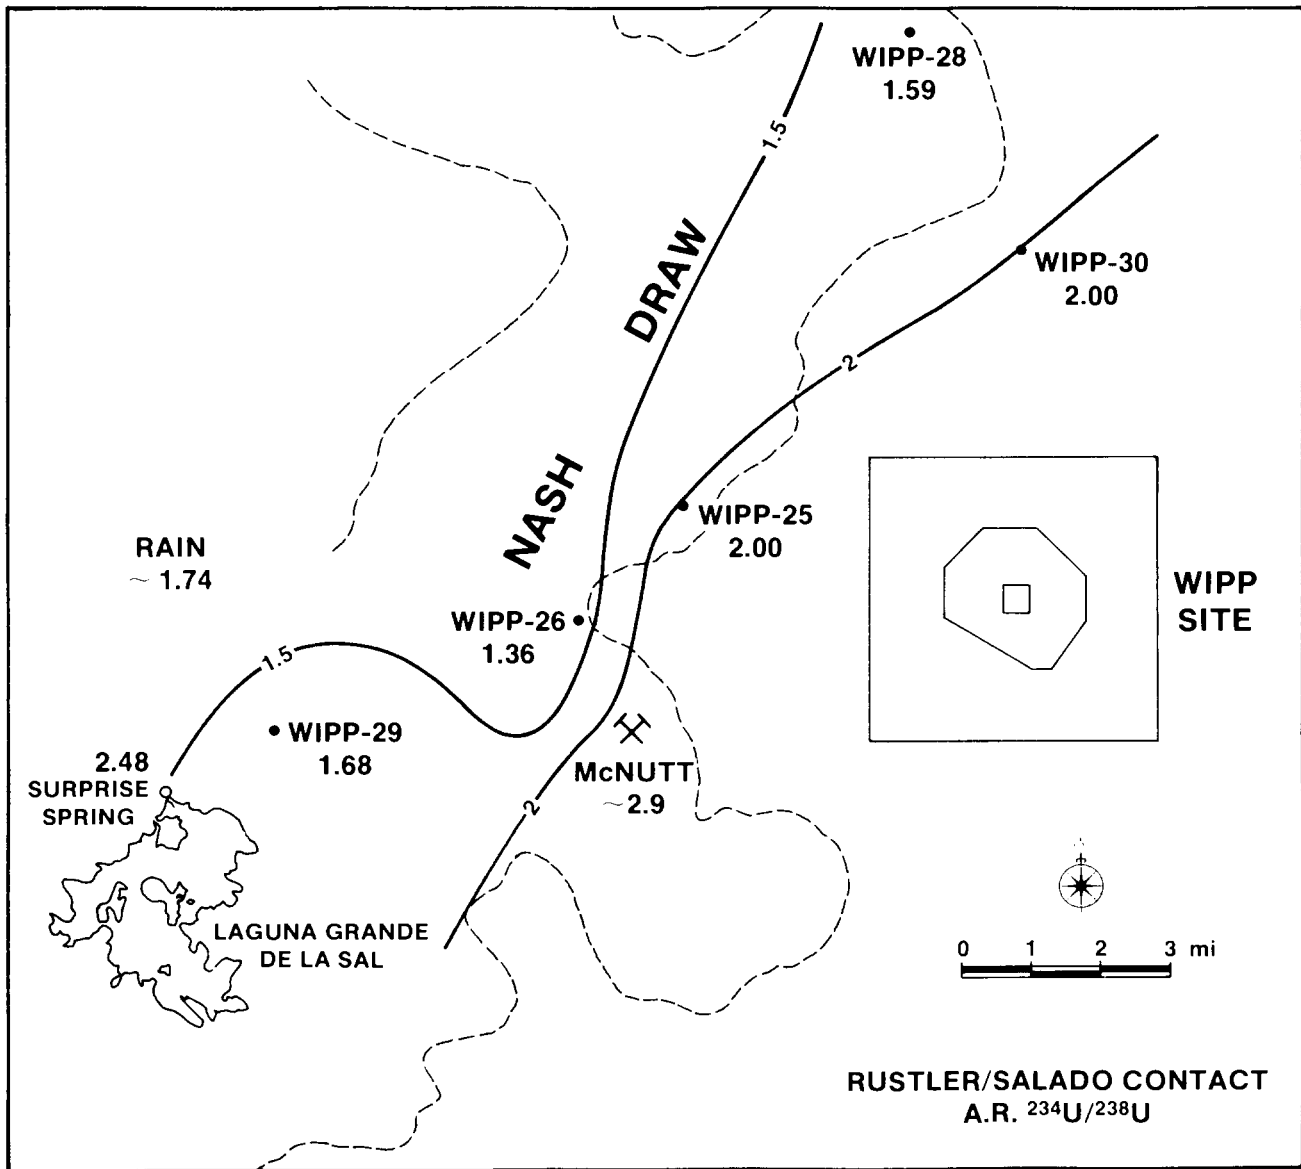 WIPP-28
1.59
1.5
WIPP-30
2.00
DRAW
2
NASH
WIPP-25
2.00
RAIN
~ 1.74
WIPP
SITE
WIPP-26
1.36
1.5
WIPP-29
1.68
2.48
SURPRISE
SPRING
McNUTT
~2.9
2
LAGUNA GRANDE
DE LA SAL
0 1 2 3 mi
RUSTLER/SALADO CONTACT
A.R. ²³⁴U/²³⁸U